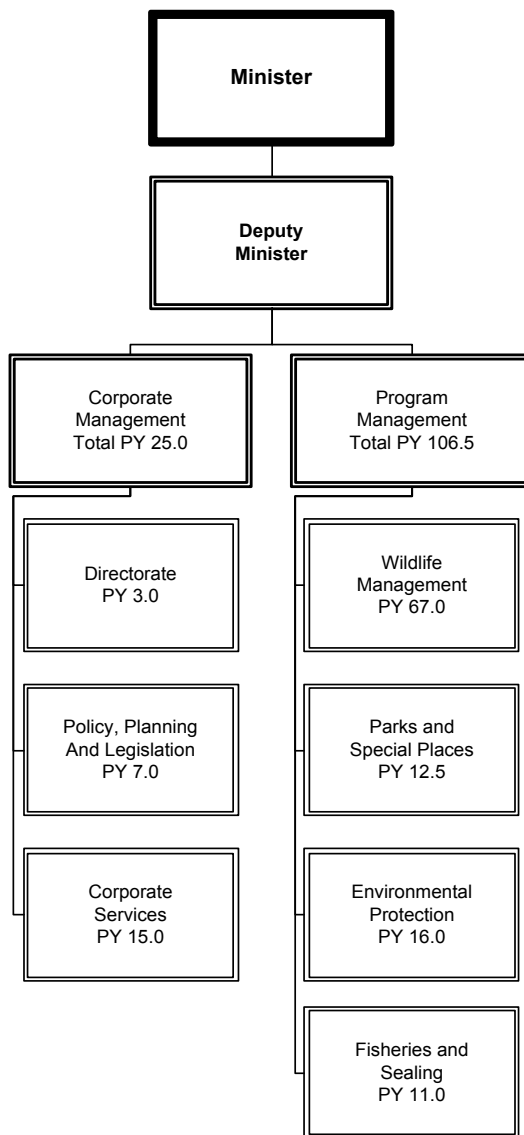 Minister
Deputy
Minister
Corporate
Management
Total PY 25.0
Program
Management
Total PY 106.5
Directorate
PY 3.0
Wildlife
Management
PY 67.0
Policy, Planning
And Legislation
PY 7.0
Parks and
Special Places
PY 12.5
Corporate
Services
PY 15.0
Environmental
Protection
PY 16.0
Fisheries and
Sealing
PY 11.0